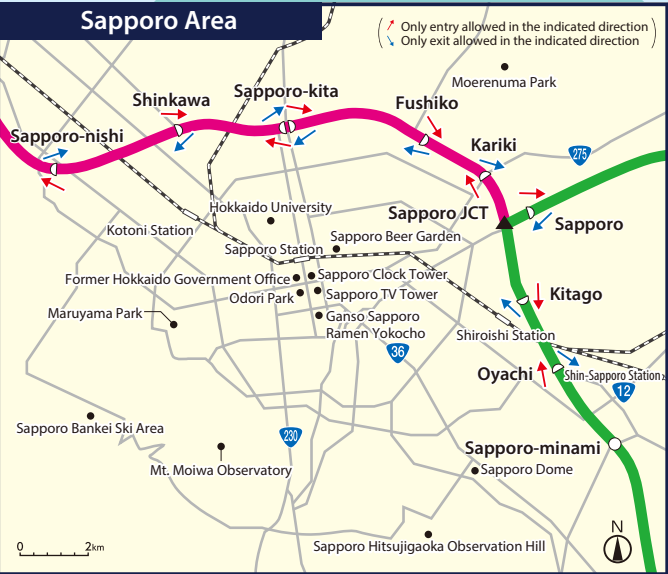 Sapporo Area
Only entry allowed in the indicated direction
Only exit allowed in the indicated direction
Moerenuma Park
Sapporo-kita
Shinkawa
Fushiko
Sapporo-nishi
Kariki
275
Hokkaido University
Sapporo JCT
Sapporo
Kotoni Station
Sapporo Beer Garden
Sapporo Station
Former Hokkaido Government Office
Sapporo Clock Tower
Odori Park
Sapporo TV Tower
Kitago
Maruyama Park
Ganso Sapporo
Ramen Yokocho
Shiroishi Station
36
Oyachi
Shin-Sapporo Station
12
Sapporo Bankei Ski Area
230
Sapporo-minami
Mt. Moiwa Observatory
Sapporo Dome
N
Sapporo Hitsujigaoka Observation Hill
0 2km